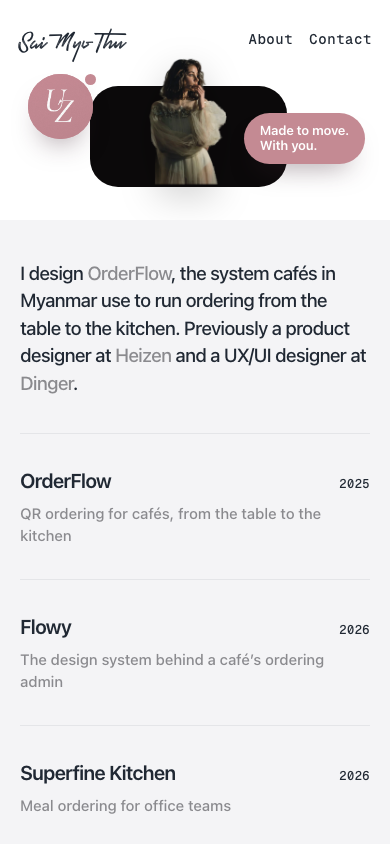 Sai Myo Thu
About Contact
UZ
Made to move.
With you.
I design OrderFlow, the system cafés in
Myanmar use to run ordering from the
table to the kitchen. Previously a product
designer at Heizen and a UX/UI designer at
Dinger.
OrderFlow
2025
QR ordering for cafés, from the table to the
kitchen
Flowy
2026
The design system behind a café’s ordering
admin
Superfine Kitchen
2026
Meal ordering for office teams